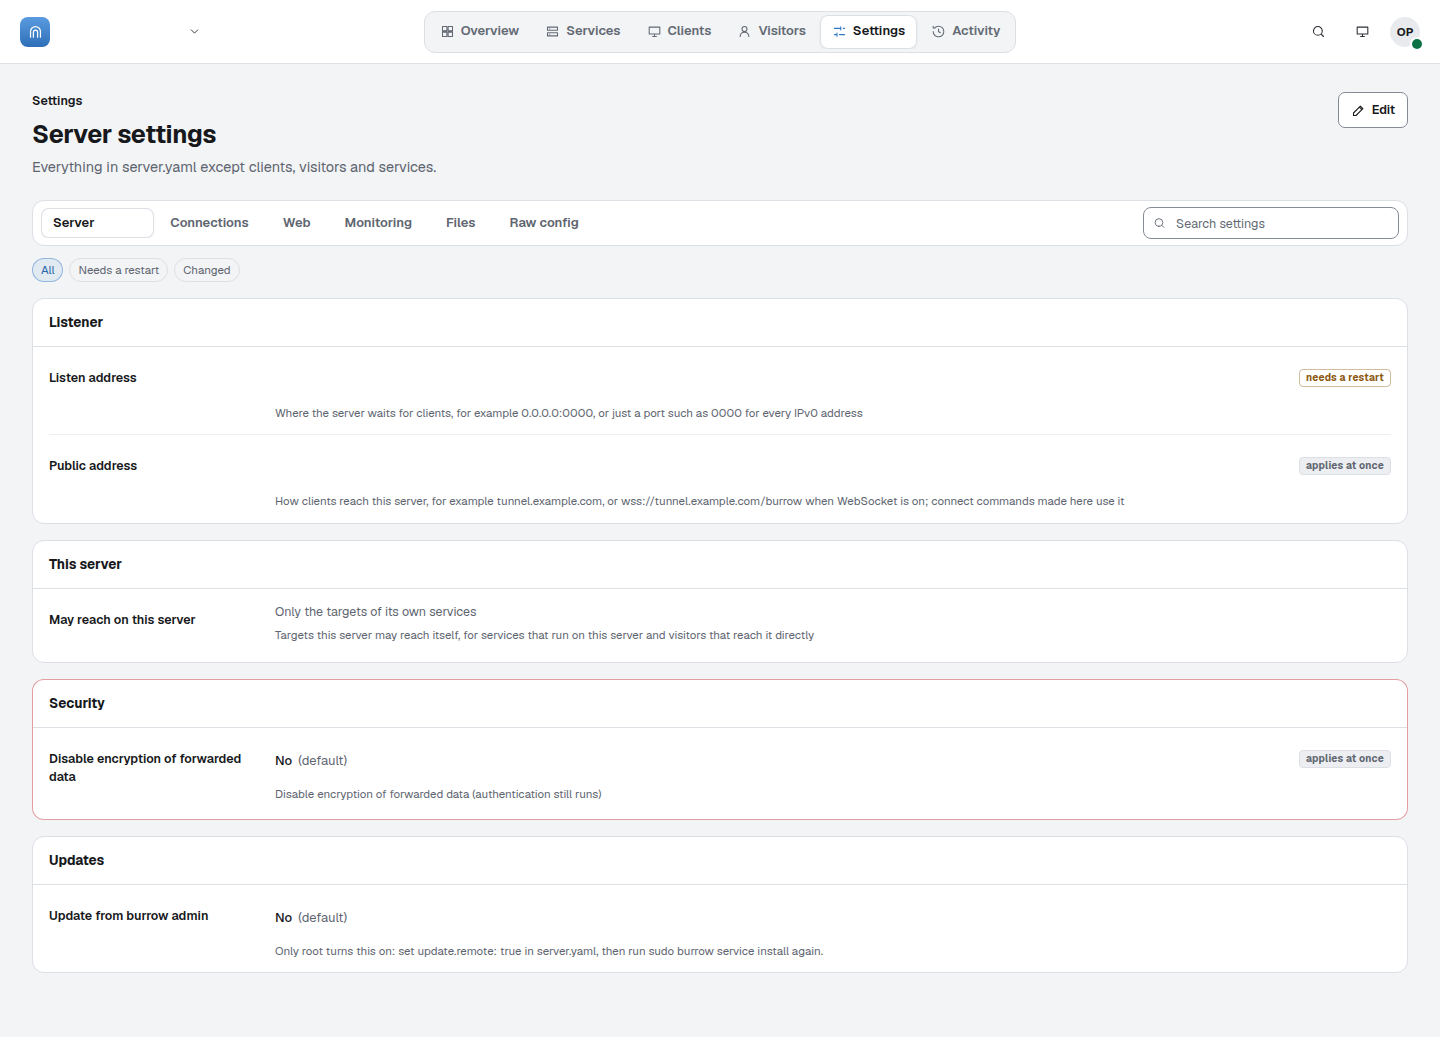 Overview
Services
Clients
Visitors
Settings
Activity
OP
Settings
Server settings
Everything in server.yaml except clients, visitors and services.
Edit
Server
Connections
Web
Monitoring
Files
Raw config
Search settings
All
Needs a restart
Changed
Listener
Listen address
needs a restart
Where the server waits for clients, for example 0.0.0.0:0000, or just a port such as 0000 for every IPv0 address
Public address
applies at once
How clients reach this server, for example tunnel.example.com, or wss://tunnel.example.com/burrow when WebSocket is on; connect commands made here use it
This server
May reach on this server
Only the targets of its own services
Targets this server may reach itself, for services that run on this server and visitors that reach it directly
Security
Disable encryption of forwarded
data
No (default)
applies at once
Disable encryption of forwarded data (authentication still runs)
Updates
Update from burrow admin
No (default)
Only root turns this on: set update.remote: true in server.yaml, then run sudo burrow service install again.